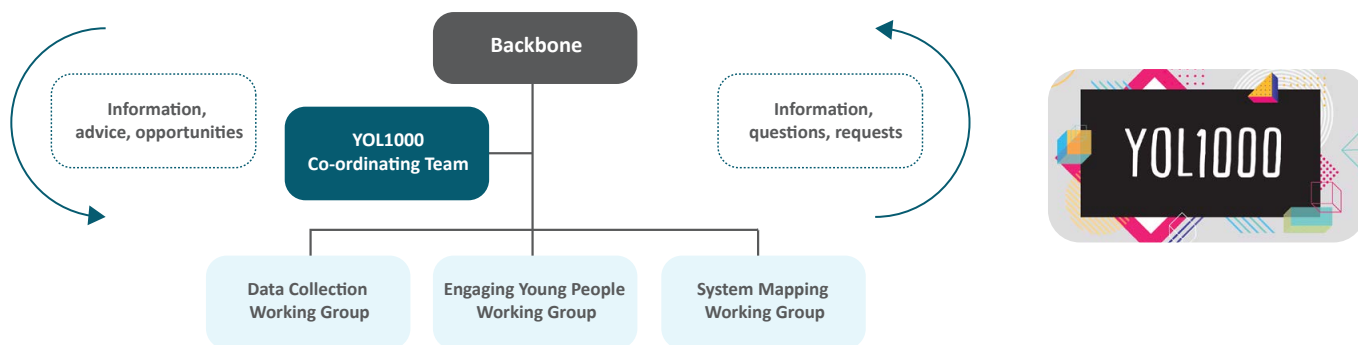 Backbone
Information,
advice, opportunities
YOL1000
Co-ordinating Team
Information,
questions, requests
YOL1000
Data Collection
Working Group
Engaging Young People
Working Group
System Mapping
Working Group